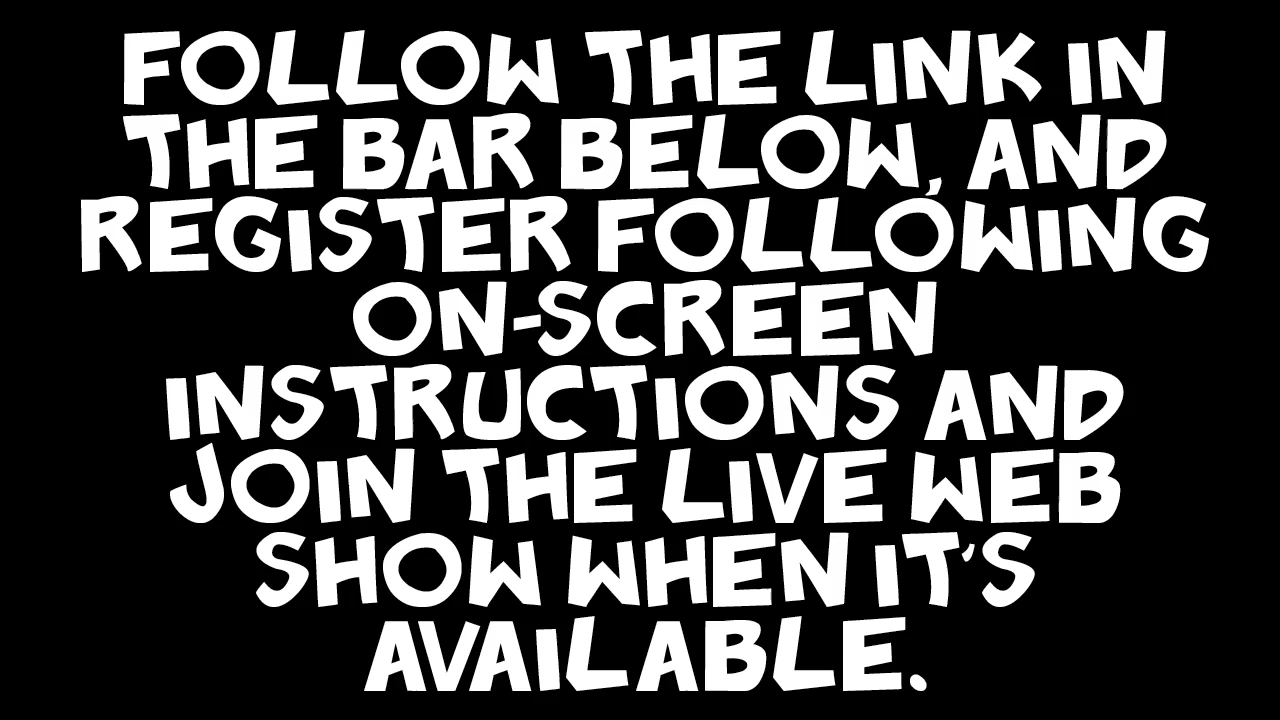 FOLLOW THE LINK IN
THE BAR BELOW, AND
REGISTER FOLLOWING
ON-SCREEN
INSTRUCTIONS AND
JOIN THE LIVE WEB
SHOW WHEN IT'S
AVAILABLE.